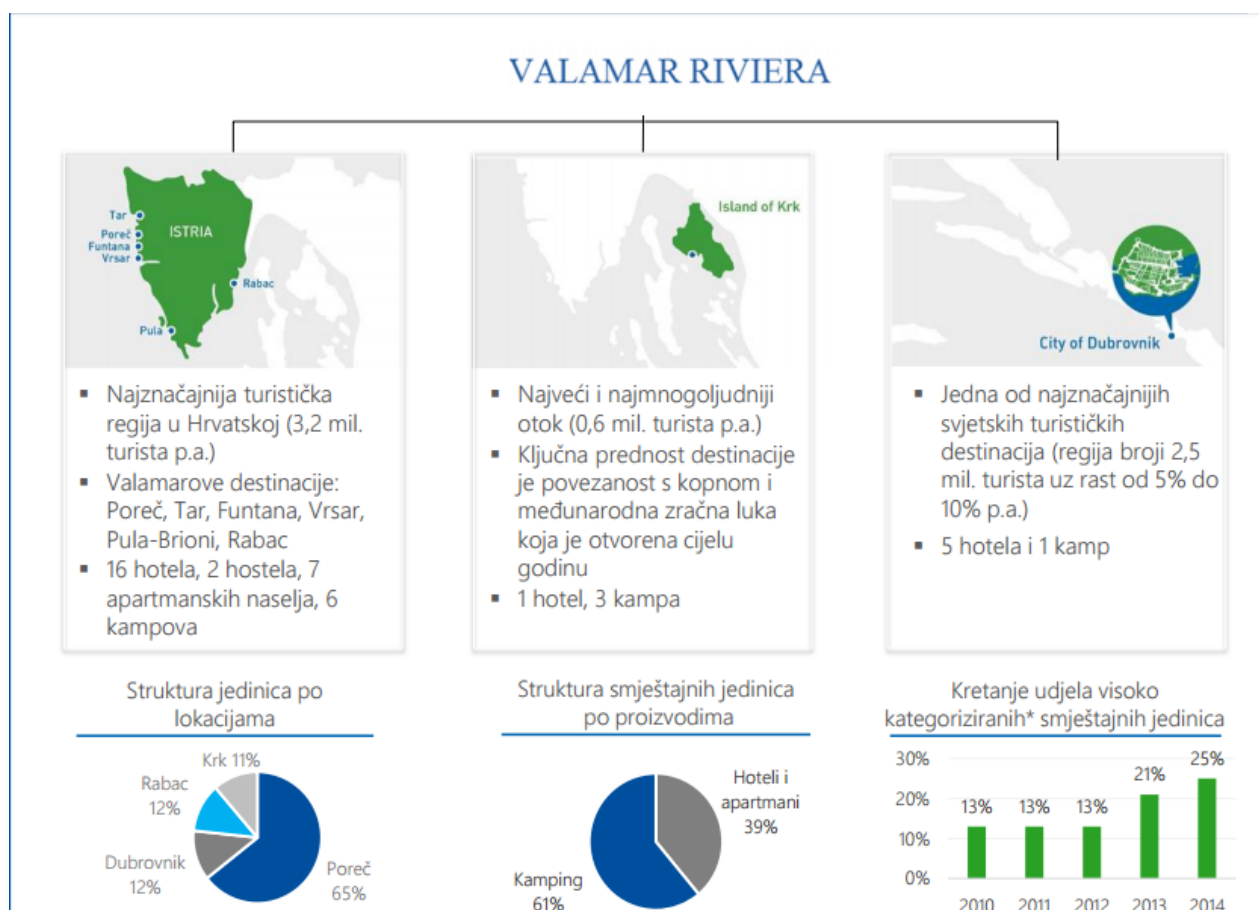 VALAMAR RIVIERA
Tar
Poreč
Funtana
Vrsar
ISTRIA
Rabac
Pula
▪ Najznačajnija turistička
regija u Hrvatskoj (3,2 mil.
turista p.a.)
▪ Valamarove destinacije:
Poreč, Tar, Funtana, Vrsar,
Pula-Brioni, Rabac
▪ 16 hotela, 2 hostela, 7
apartmanskih naselja, 6
kampova
Island of Krk
▪ Najveći i najmnogoljudniji
otok (0,6 mil. turista p.a.)
▪ Ključna prednost destinacije
je povezanost s kopnom i
međunarodna zračna luka
koja je otvorena cijelu
godinu
▪ 1 hotel, 3 kampa
City of Dubrovnik
▪ Jedna od najznačajnijih
svjetskih turističkih
destinacija (regija broji 2,5
mil. turista uz rast od 5% do
10% p.a.)
▪ 5 hotela i 1 kamp
Struktura jedinica po
lokacijama
Krk 11%
Rabac
12%
Dubrovnik
12%
Poreč
65%
Struktura smještajnih jedinica
po proizvodima
Hoteli i
apartmani
39%
Kamping
61%
Kretanje udjela visoko
kategoriziranih* smještajnih jedinica
30%
20%
10%
0%
13% 13% 13% 21% 25%
2010 2011 2012 2013 2014